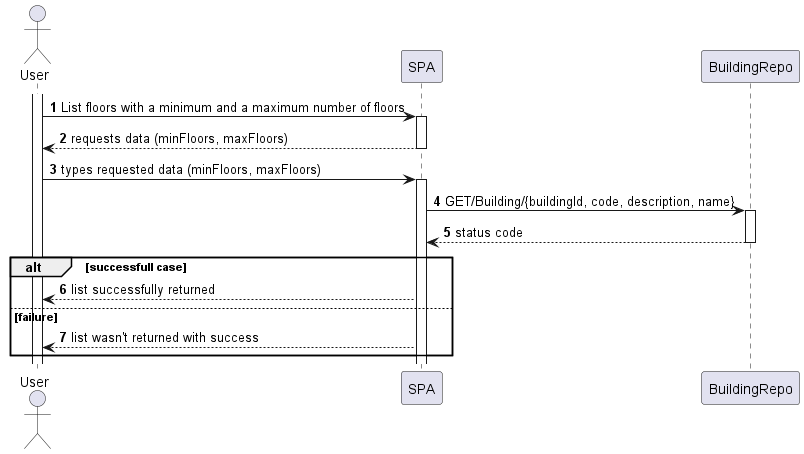 User
SPA
BuildingRepo
1 List floors with a minimum and a maximum number of floors
2 requests data (minFloors, maxFloors)
3 types requested data (minFloors, maxFloors)
4 GET/Building/{buildingId, code, description, name}
5 status code
alt [successfull case]
6 list successfully returned
[failure]
7 list wasn't returned with success
User
SPA
BuildingRepo